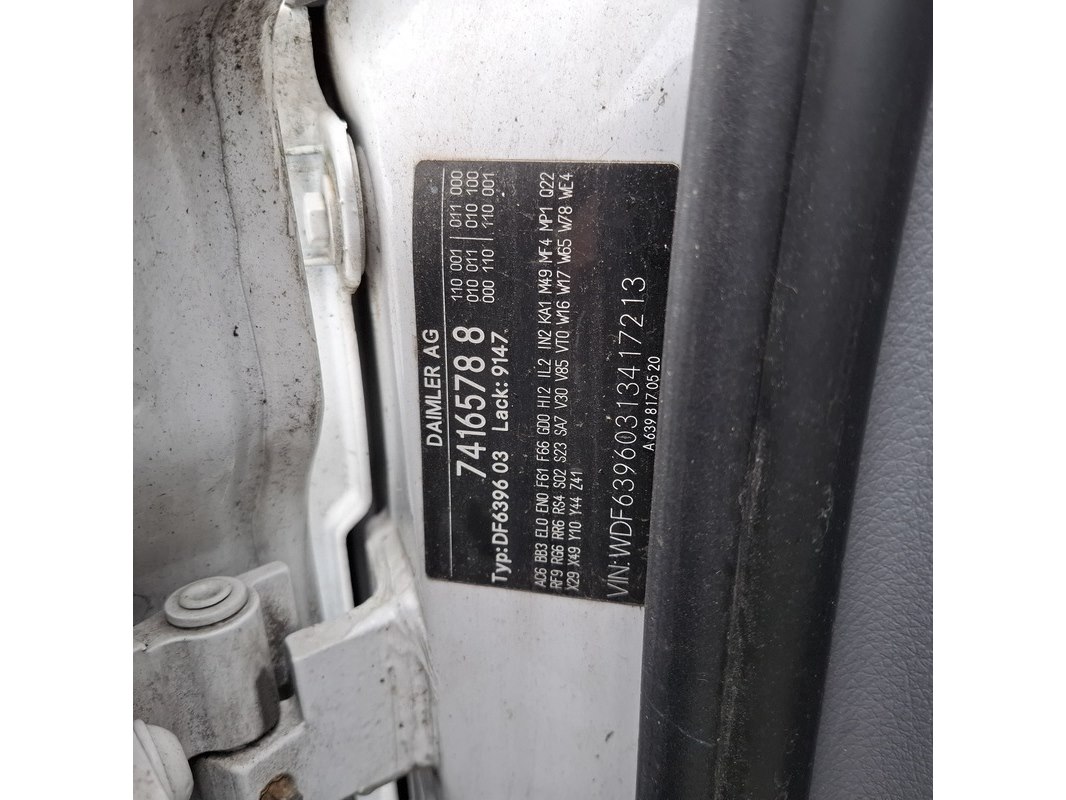 DAIMLER AG
7416578 8
110 001 | 011 000
010 011 | 010 100
000 110 | 110 001
Typ:DF6396 03 Lack: 9147
AC6 BB3 EL0 EN0 F61 F66 GD0 HI2 IL2 IN2 KA1 M49 MF4 MP1 Q22
RF9 RG6 RR6 RS4 S02 S23 SA7 V30 V85 VT0 W16 W17 W65 W78 WE4
X29 X49 Y10 Y44 Z41
VIN:WDF63960313417213
A 639 817 05 20